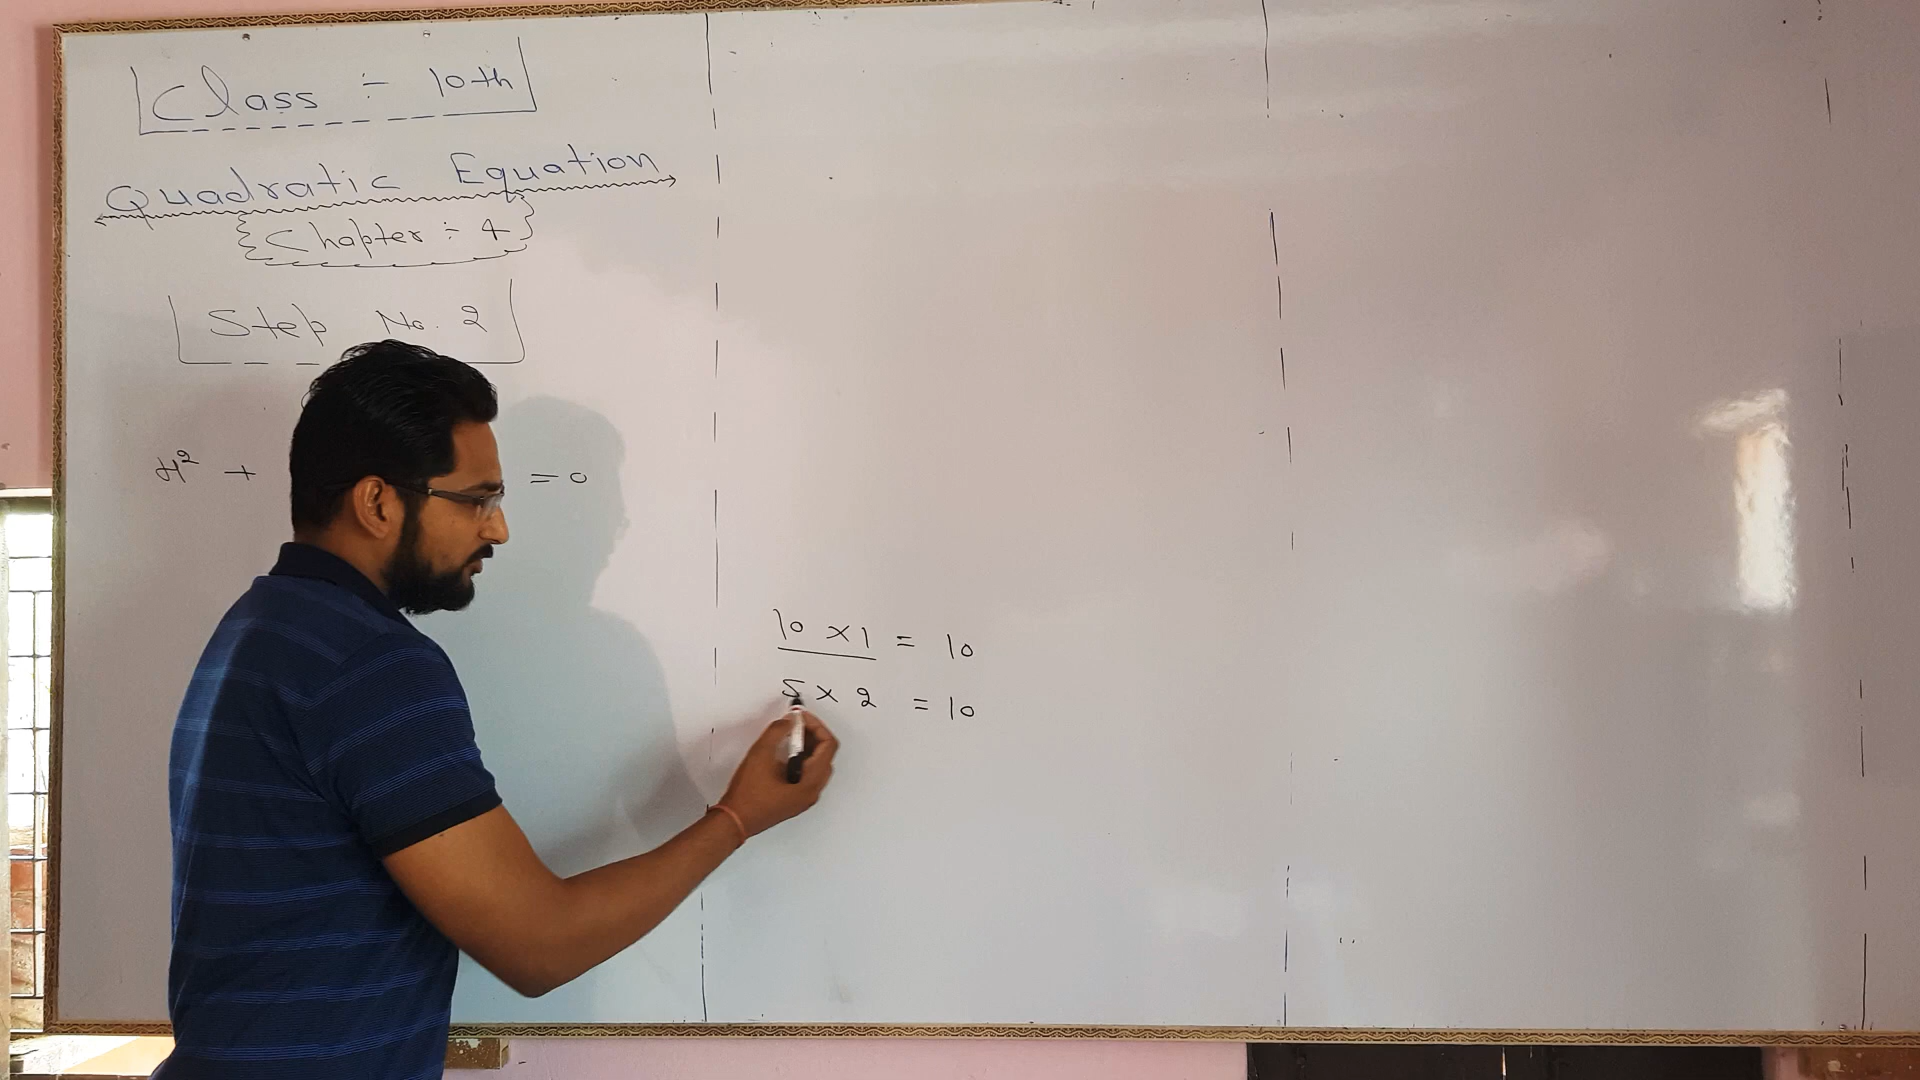 Class :- 10th
Quadratic Equation
Chapter :- 4
Step No. 2
x² + = 0
10 x 1 = 10
5 x 2 = 10